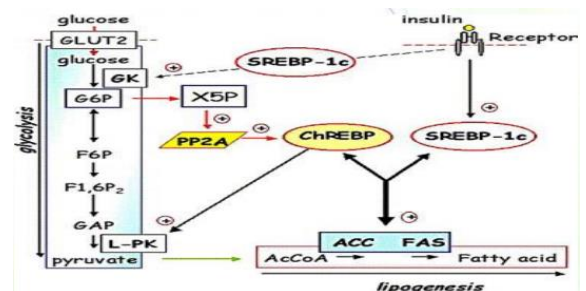 glucose
insulin
GLUT2
Receptor
glucose
GK
SREBP-1c
G6P
X5P
glycolysis
PP2A
ChREBP
SREBP-1c
F6P
F1,6P2
GAP
L-PK
ACC FAS
pyruvate
AcCoA
Fatty acid
lipogenesis
+
+
+
+
+
+